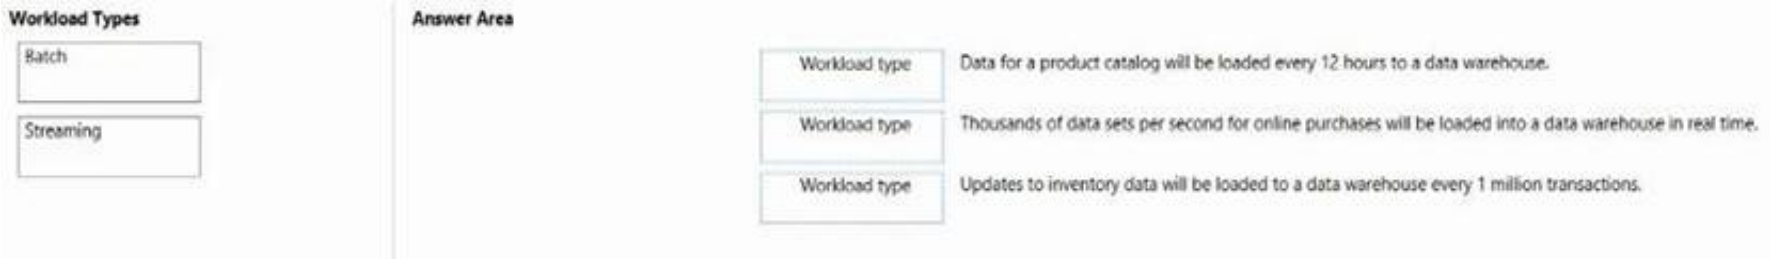 Workload Types
Answer Area
Batch
Streaming
Workload type
Data for a product catalog will be loaded every 12 hours to a data warehouse.
Workload type
Thousands of data sets per second for online purchases will be loaded into a data warehouse in real time.
Workload type
Updates to inventory data will be loaded to a data warehouse every 1 million transactions.